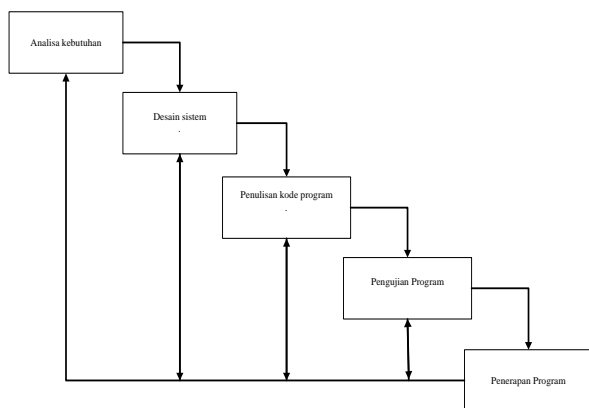 Analisa kebutuhan
Desain sistem
.
Penulisan kode program
.
Pengujian Program
Penerapan Program